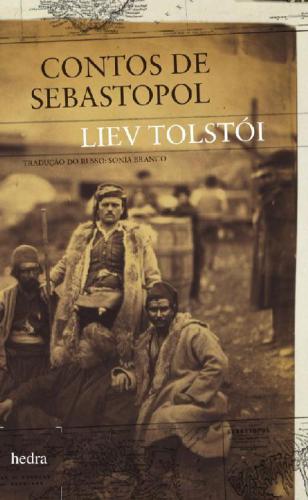 CONTOS DE
SEBASTOPOL
LIEV TOLSTÓI
TRADUÇÃO DO RUSSO: SONIA BRANCO
hedra